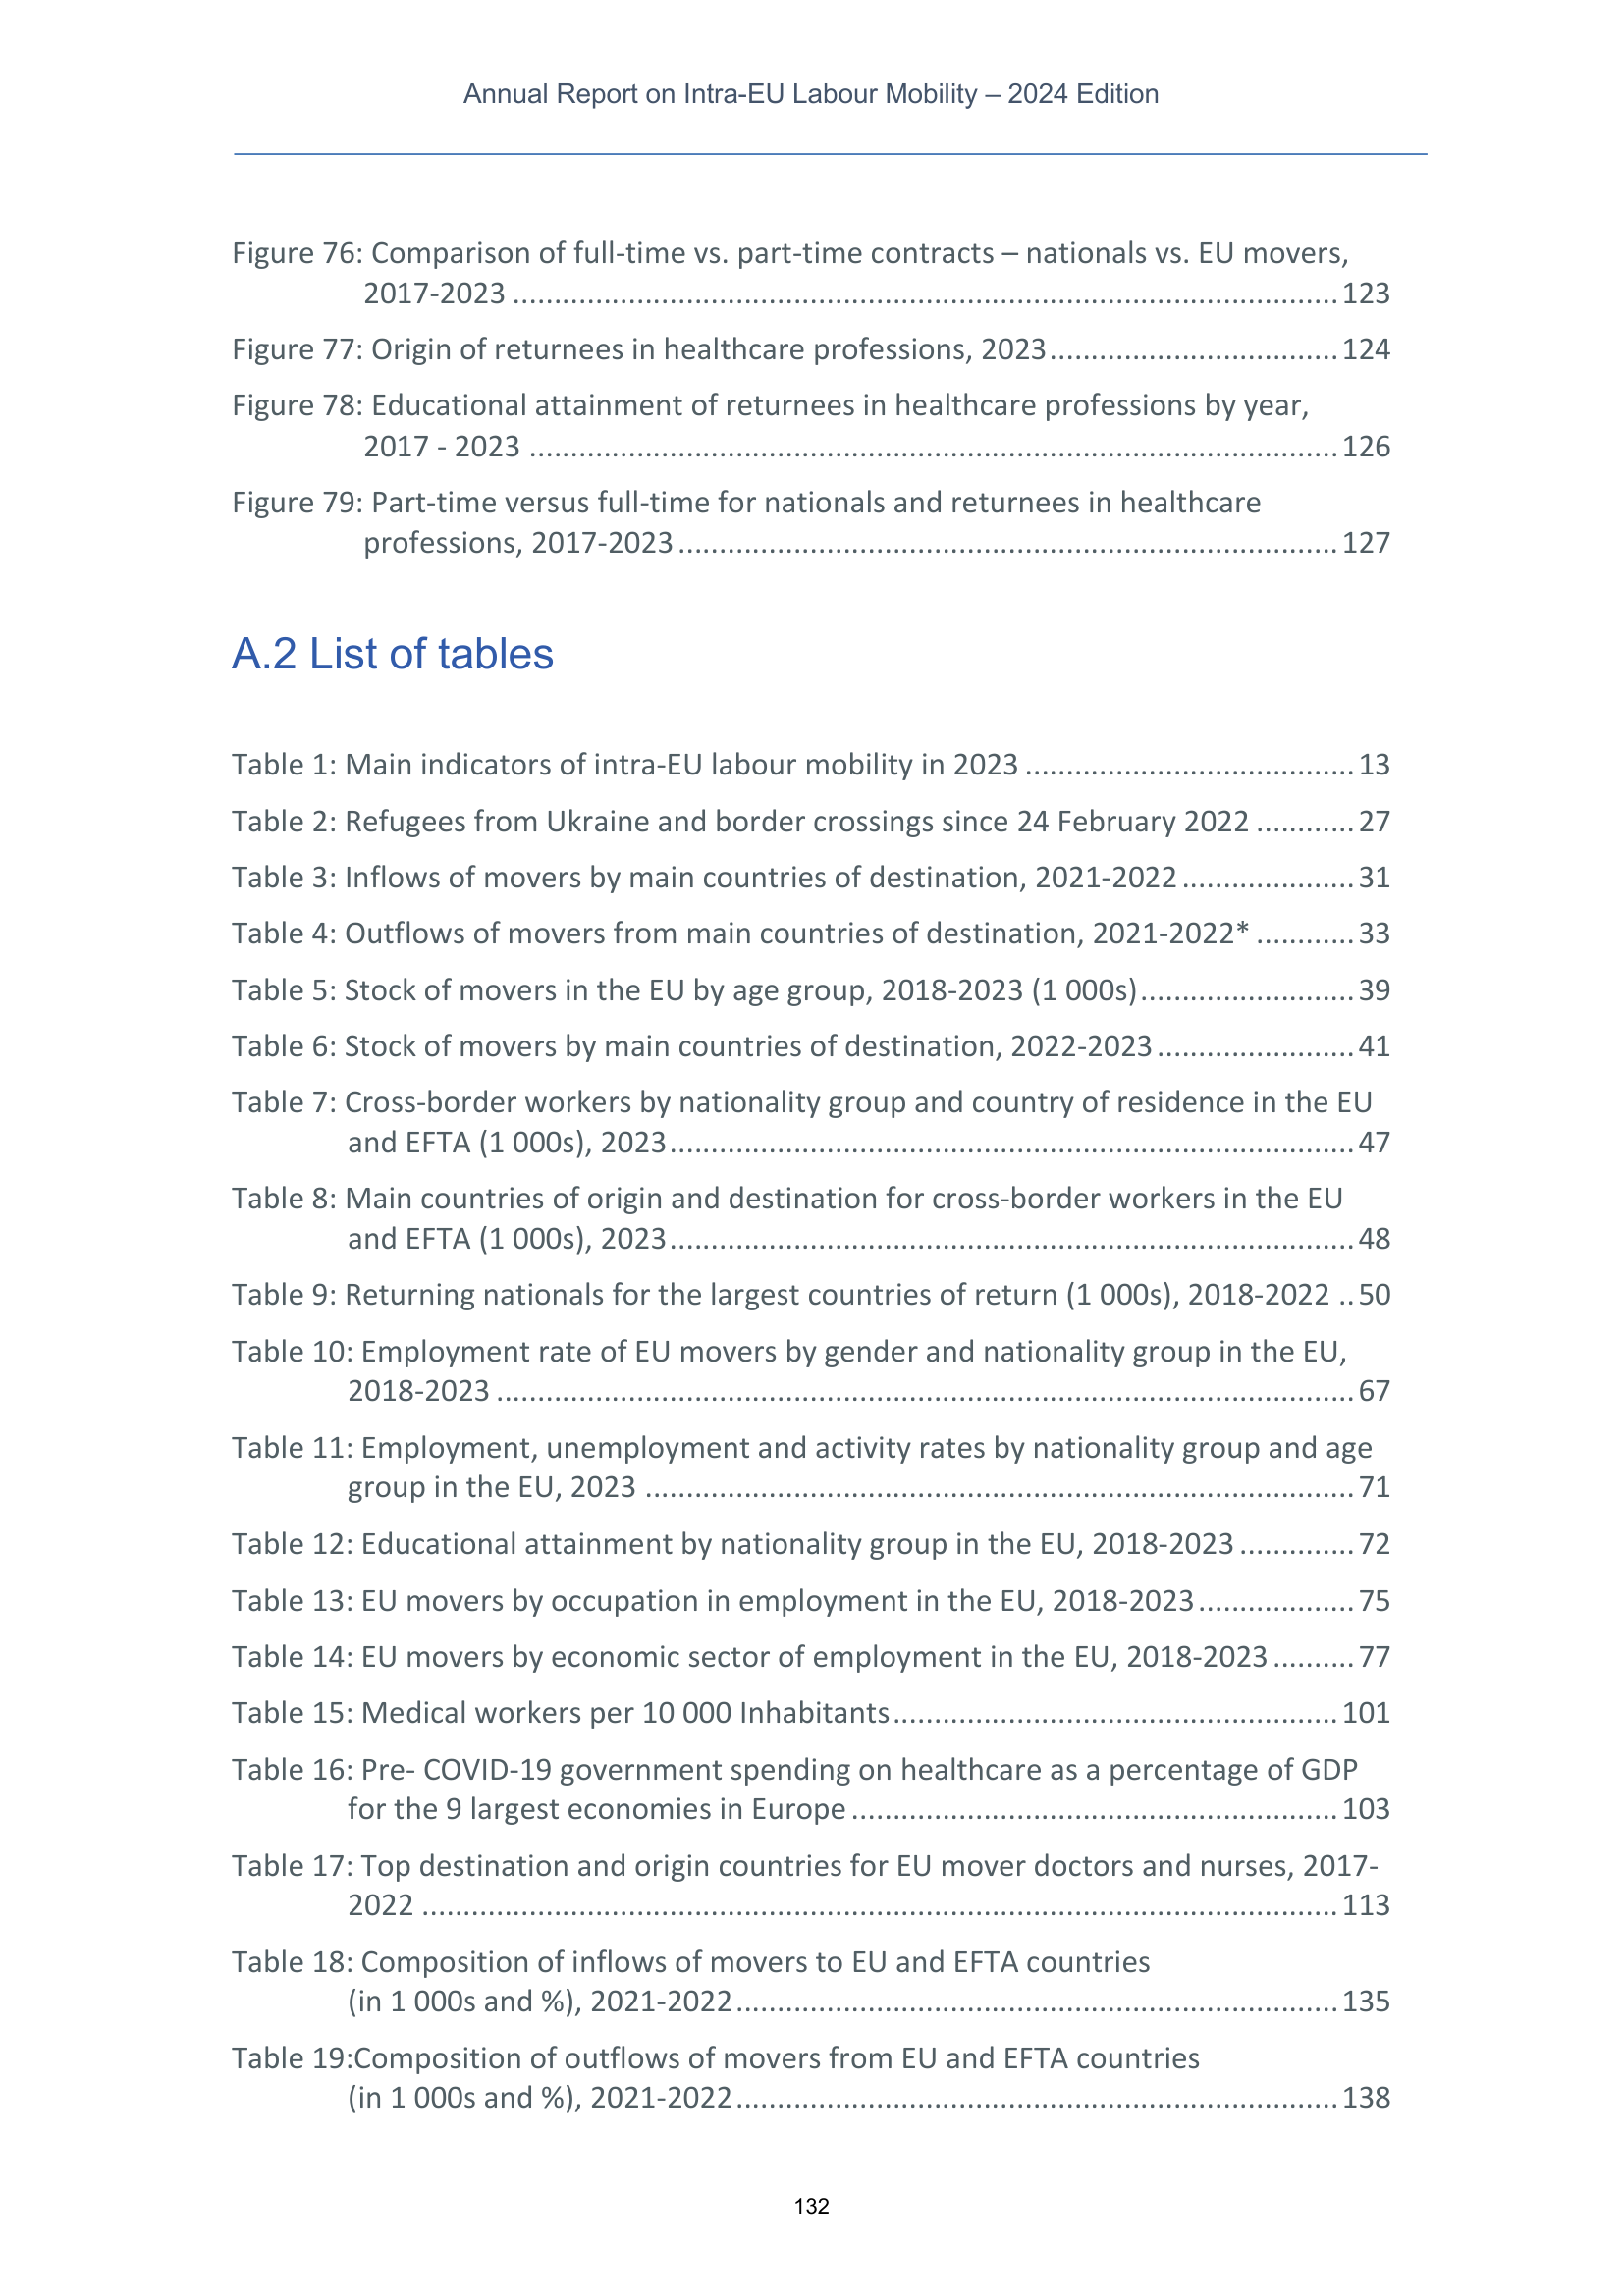 Annual Report on Intra-EU Labour Mobility – 2024 Edition
Figure 76: Comparison of full-time vs. part-time contracts – nationals vs. EU movers,
2017-2023 ........................................................................................................ 123
Figure 77: Origin of returnees in healthcare professions, 2023 ................................... 124
Figure 78: Educational attainment of returnees in healthcare professions by year,
2017 - 2023 ...................................................................................................... 126
Figure 79: Part-time versus full-time for nationals and returnees in healthcare
professions, 2017-2023 ................................................................................ 127
A.2 List of tables
Table 1: Main indicators of intra-EU labour mobility in 2023 ........................................ 13
Table 2: Refugees from Ukraine and border crossings since 24 February 2022 ............ 27
Table 3: Inflows of movers by main countries of destination, 2021-2022 ..................... 31
Table 4: Outflows of movers from main countries of destination, 2021-2022* ............ 33
Table 5: Stock of movers in the EU by age group, 2018-2023 (1 000s) .......................... 39
Table 6: Stock of movers by main countries of destination, 2022-2023 ........................ 41
Table 7: Cross-border workers by nationality group and country of residence in the EU
and EFTA (1 000s), 2023 ................................................................................... 47
Table 8: Main countries of origin and destination for cross-border workers in the EU
and EFTA (1 000s), 2023 ................................................................................... 48
Table 9: Returning nationals for the largest countries of return (1 000s), 2018-2022 .. 50
Table 10: Employment rate of EU movers by gender and nationality group in the EU,
2018-2023 ........................................................................................................ 67
Table 11: Employment, unemployment and activity rates by nationality group and age
group in the EU, 2023 ...................................................................................... 71
Table 12: Educational attainment by nationality group in the EU, 2018-2023 .............. 72
Table 13: EU movers by occupation in employment in the EU, 2018-2023 ................... 75
Table 14: EU movers by economic sector of employment in the EU, 2018-2023 .......... 77
Table 15: Medical workers per 10 000 Inhabitants ...................................................... 101
Table 16: Pre- COVID-19 government spending on healthcare as a percentage of GDP
for the 9 largest economies in Europe ........................................................... 103
Table 17: Top destination and origin countries for EU mover doctors and nurses, 2017-
2022 ............................................................................................................... 113
Table 18: Composition of inflows of movers to EU and EFTA countries
(in 1 000s and %), 2021-2022 ......................................................................... 135
Table 19:Composition of outflows of movers from EU and EFTA countries
(in 1 000s and %), 2021-2022 ......................................................................... 138
132